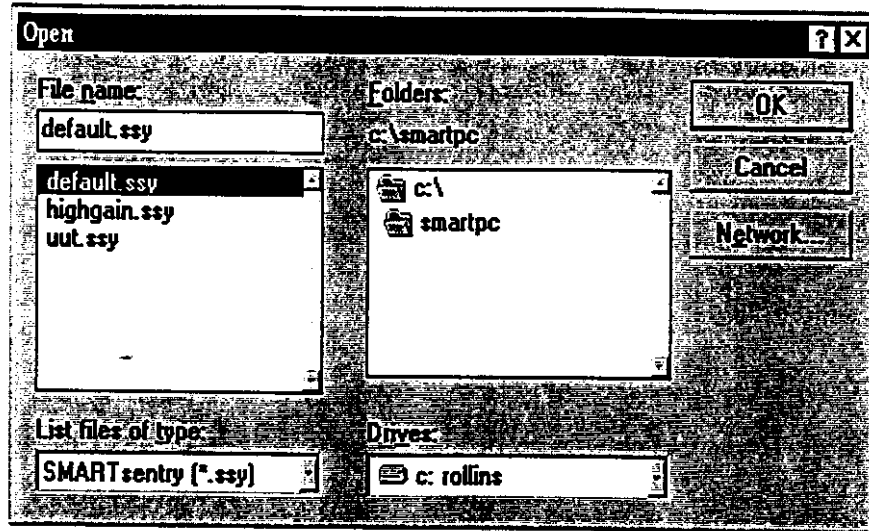 Open
? X
File name:
default.ssy
default.ssy
highgain.ssy
uut.ssy
List files of type:
SMARTsentry (*.ssy)
Folders:
c:\smartpc
c:\
smartpc
Drives:
c: rollins
OK
Cancel
Network...